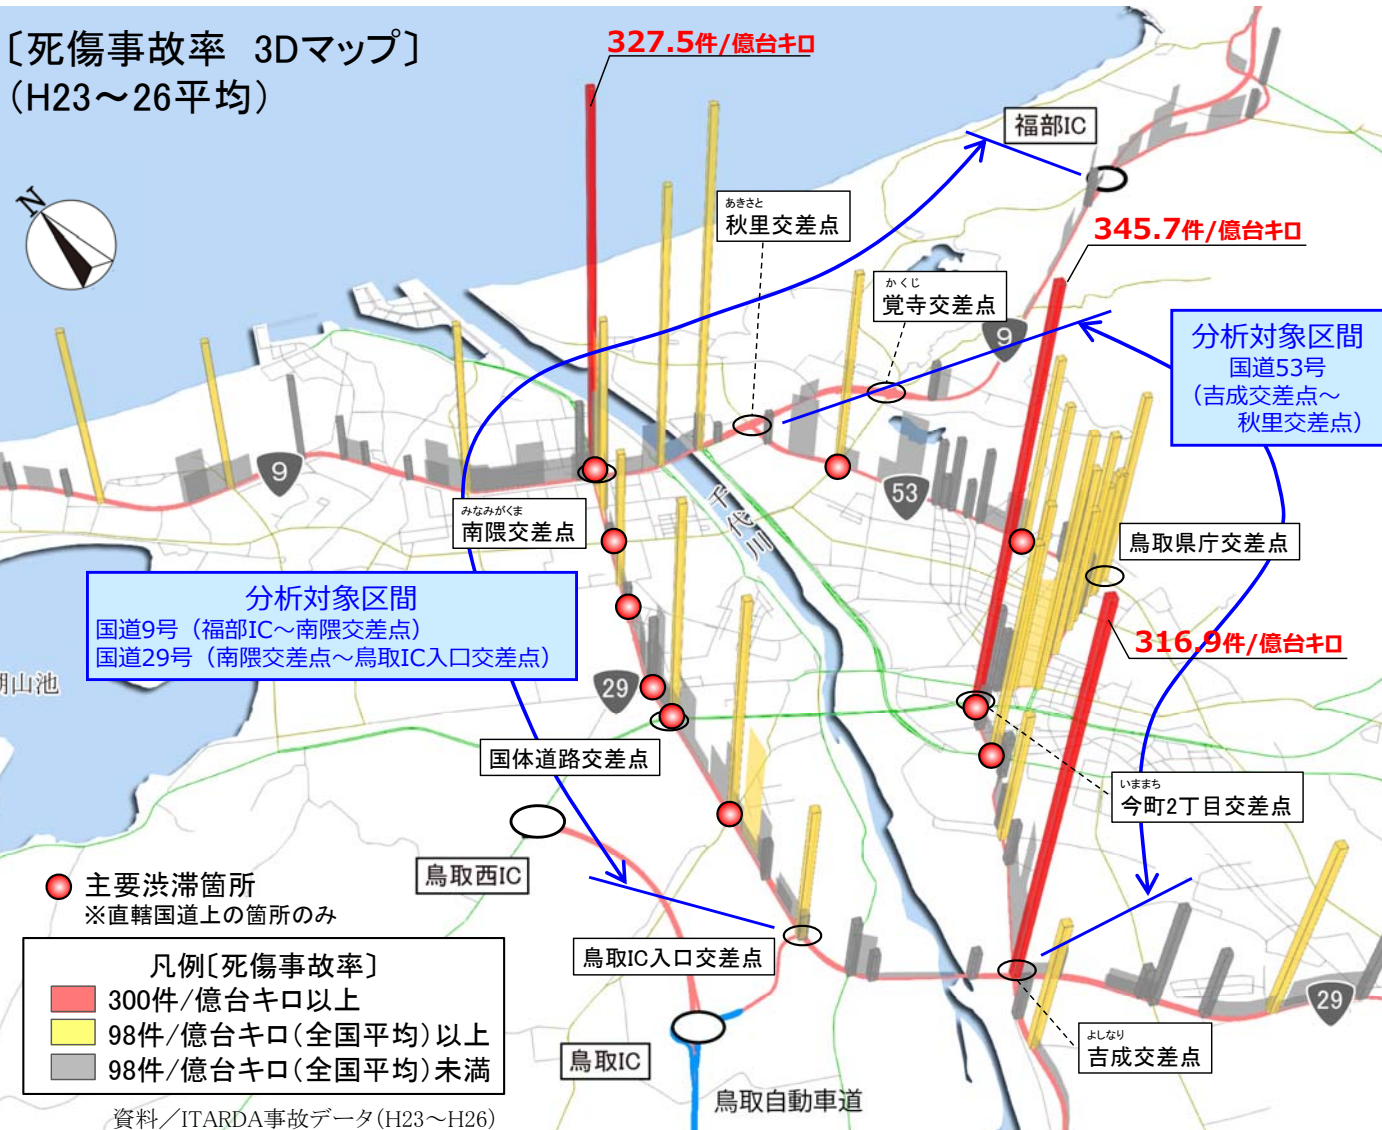 〔死傷事故率 3Dマップ〕
（H23～26平均）
327.5件/億台キロ
福部IC
N
あきさと
秋里交差点
345.7件/億台キロ
かくじ
覚寺交差点
9
分析対象区間
国道53号
（吉成交差点～
秋里交差点）
9
53
千代川
みなみがくま
南隈交差点
鳥取県庁交差点
分析対象区間
国道9号（福部IC～南隈交差点）
国道29号（南隈交差点～鳥取IC入口交差点）
316.9件/億台キロ
山池
29
国体道路交差点
いままち
今町2丁目交差点
鳥取西IC
主要渋滞箇所
※直轄国道上の箇所のみ
鳥取IC入口交差点
凡例〔死傷事故率〕
300件/億台キロ以上
98件/億台キロ（全国平均）以上
98件/億台キロ（全国平均）未満
29
よしなり
吉成交差点
鳥取IC
鳥取自動車道
資料／ITARDA事故データ（H23～H26）